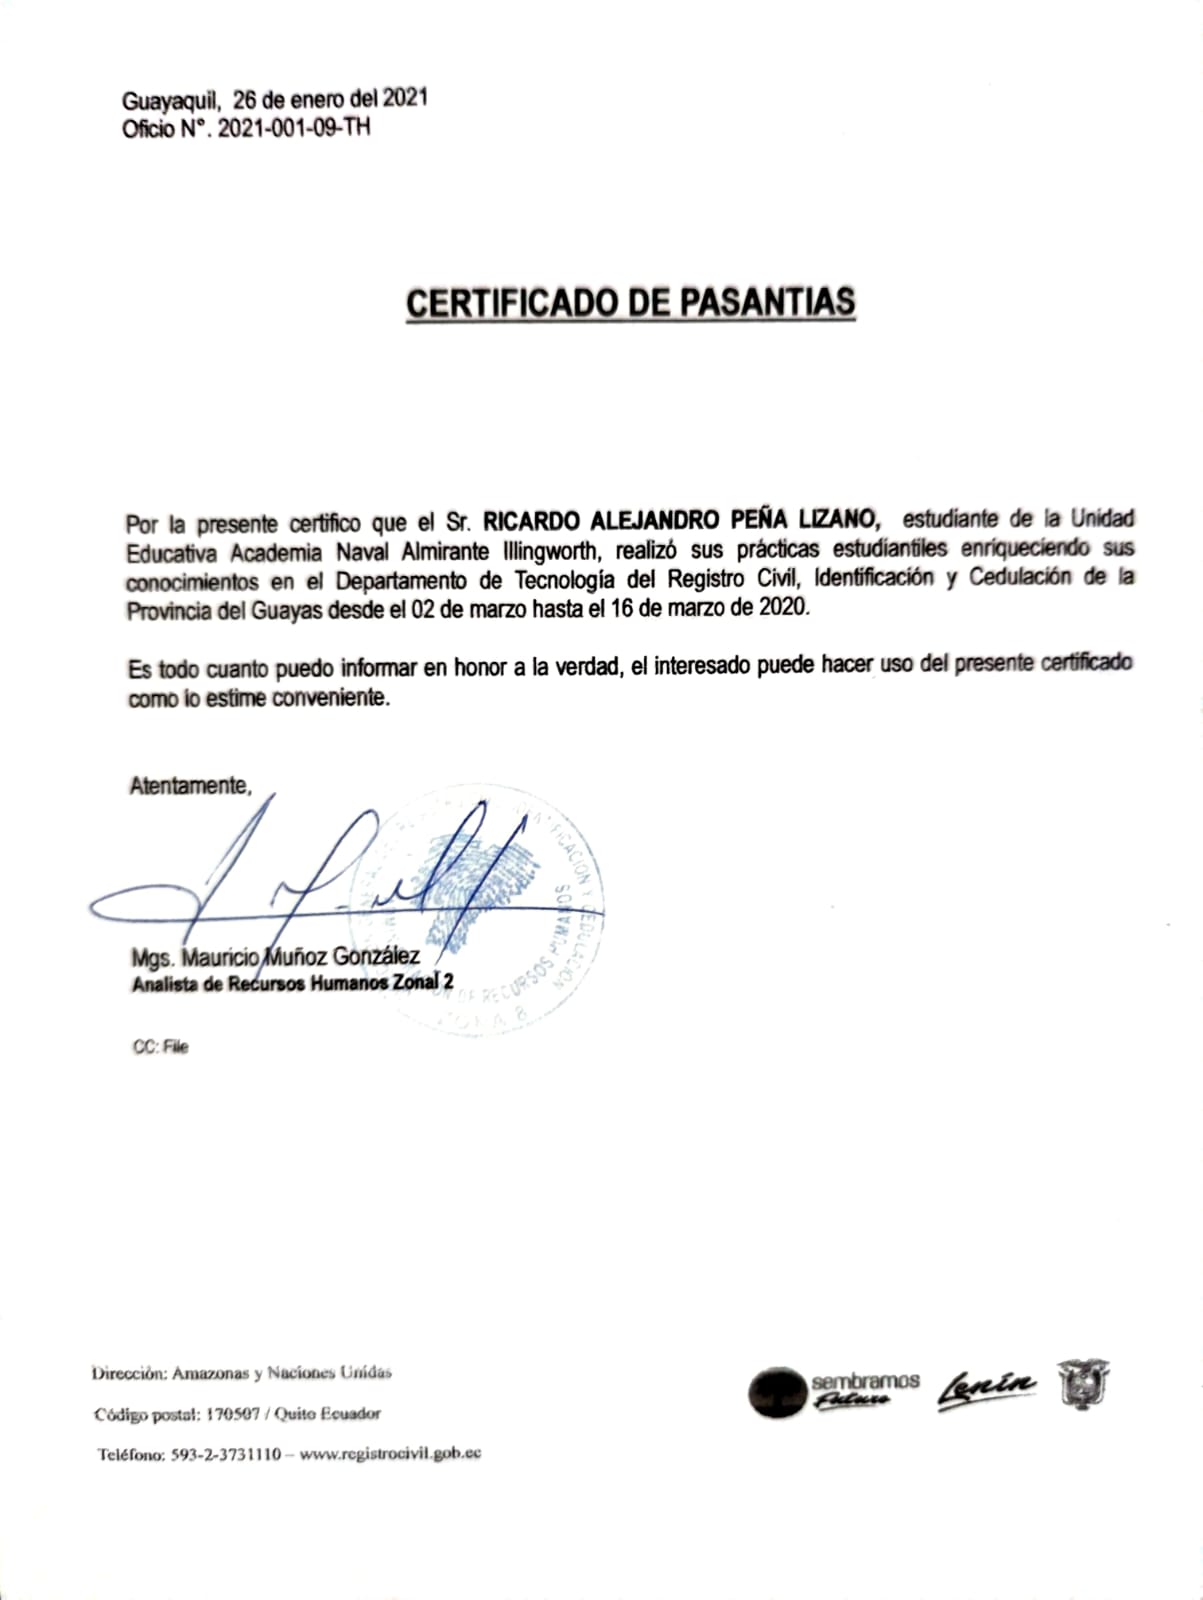 Guayaquil, 26 de enero del 2021
Oficio N°. 2021-001-09-TH
CERTIFICADO DE PASANTIAS
Por la presente certifico que el Sr. RICARDO ALEJANDRO PEÑA LIZANO, estudiante de la Unidad
Educativa Academia Naval Almirante Illingworth, realizó sus prácticas estudiantiles enriqueciendo sus
conocimientos en el Departamento de Tecnología del Registro Civil, Identificación y Cedulación de la
Provincia del Guayas desde el 02 de marzo hasta el 16 de marzo de 2020.
Es todo cuanto puedo informar en honor a la verdad, el interesado puede hacer uso del presente certificado
como lo estime conveniente.
Atentamente,
Y CEDULACION
DE RECURSOS HUMANOS
ZONA 8
Mgs. Mauricio Muñoz González
Analista de Recursos Humanos Zonal 2
CC: File
Dirección: Amazonas y Naciones Unidas
Código postal: 170507 / Quito Ecuador
Teléfono: 593-2-3731110 – www.registrocivil.gob.ec
sembramos
Futuro
Lenín